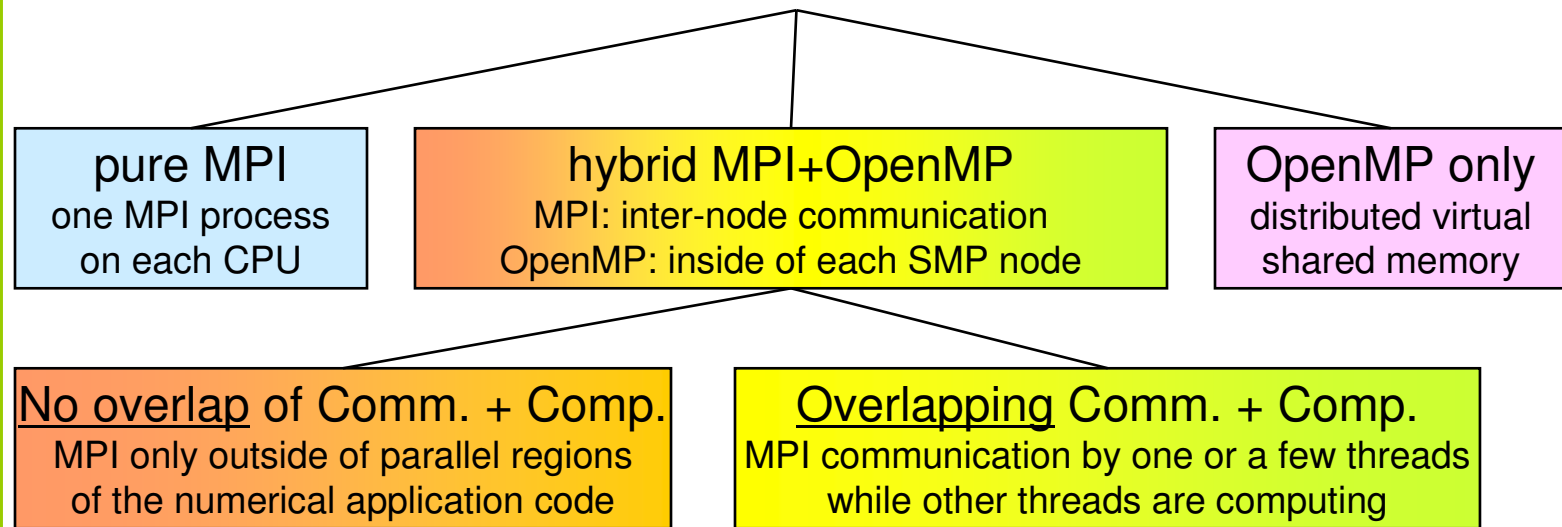 pure MPI
one MPI process
on each CPU
hybrid MPI+OpenMP
MPI: inter-node communication
OpenMP: inside of each SMP node
OpenMP only
distributed virtual
shared memory
No overlap of Comm. + Comp.
MPI only outside of parallel regions
of the numerical application code
Overlapping Comm. + Comp.
MPI communication by one or a few threads
while other threads are computing